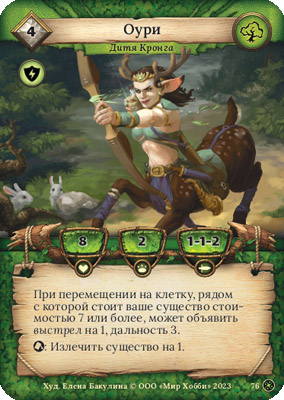 4
Оури
Дитя Кронга
8
2
1-1-2
При перемещении на клетку, рядом
с которой стоит ваше существо стои-
мостью 7 или более, может объявить
выстрел на 1, дальность 3.
: Излечить существо на 1.
Худ. Елена Бакулина © ООО «Мир Хобби» 2023
76